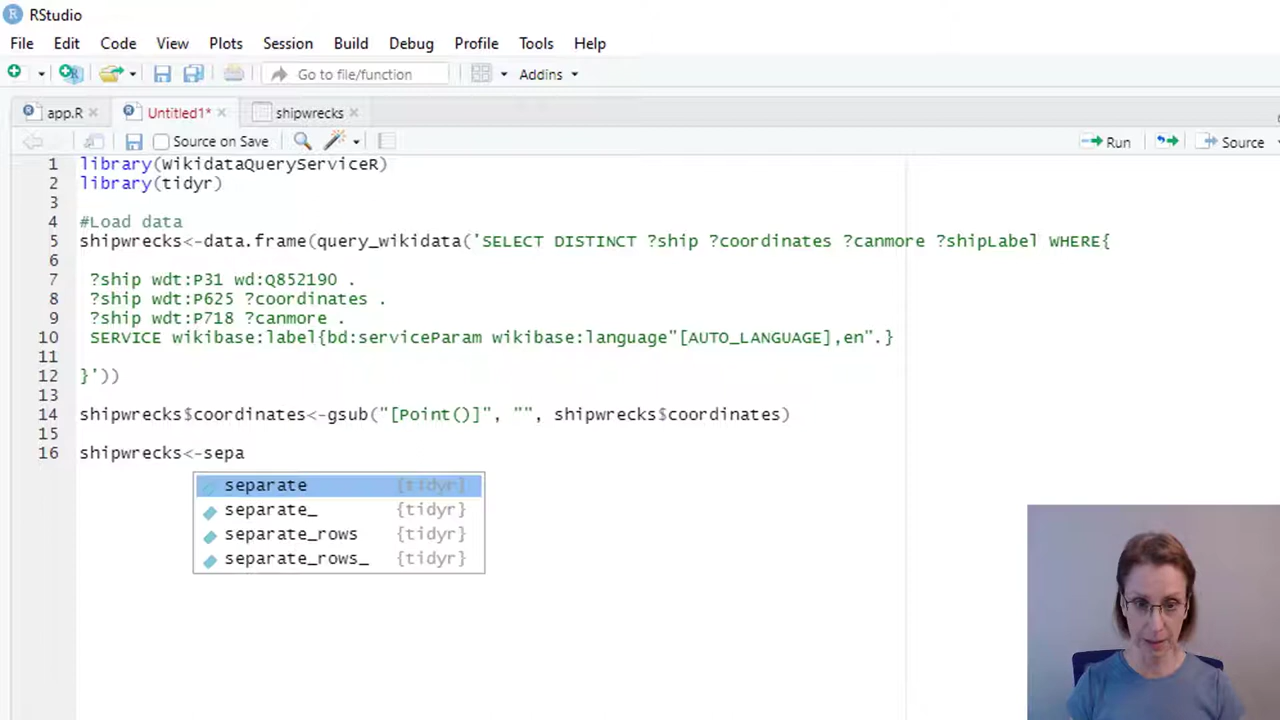 RStudio
File Edit Code View Plots Session Build Debug Profile Tools Help
Go to file/function Addins
app.R Untitled1* shipwrecks
Source on Save Run Source
1 library(WikidataQueryServiceR)
2 library(tidyr)
3
4 #Load data
5 shipwrecks<-data.frame(query_wikidata('SELECT DISTINCT ?ship ?coordinates ?canmore ?shipLabel WHERE{
6
7 ?ship wdt:P31 wd:Q852190 .
8 ?ship wdt:P625 ?coordinates .
9 ?ship wdt:P718 ?canmore .
10 SERVICE wikibase:label{bd:serviceParam wikibase:language"[AUTO_LANGUAGE],en".}
11
12 }'))
13
14 shipwrecks$coordinates<-gsub("[Point()]", "", shipwrecks$coordinates)
15
16 shipwrecks<-sepa
separate {tidyr}
separate_ {tidyr}
separate_rows {tidyr}
separate_rows_ {tidyr}